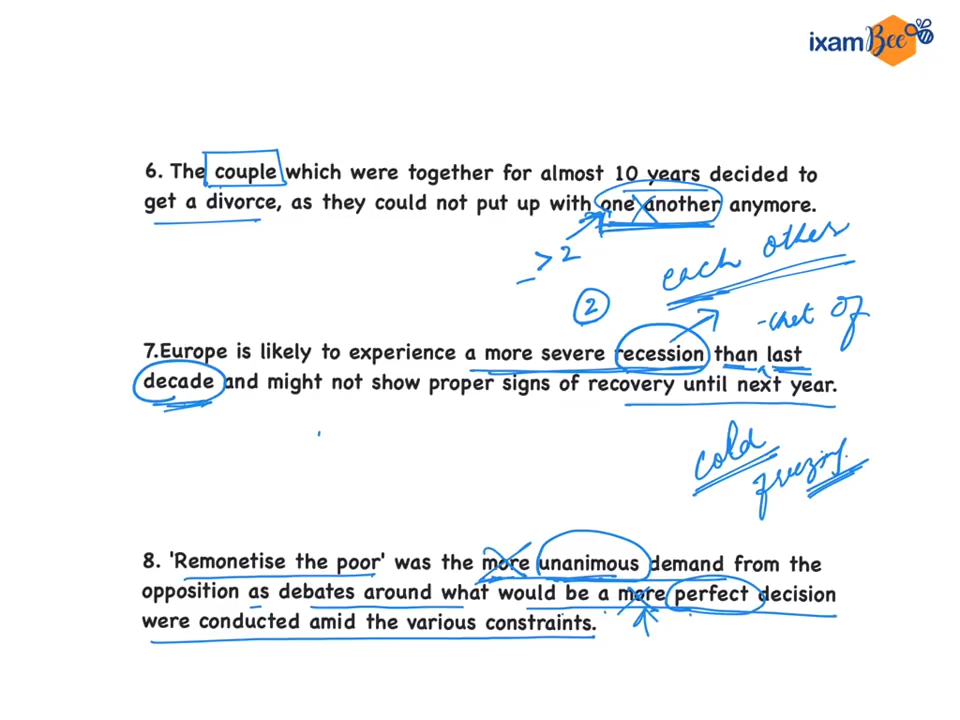 ixamBee
6. The couple which were together for almost 10 years decided to
get a divorce, as they could not put up with one another anymore.
> 2
each other
2
-that of
7.Europe is likely to experience a more severe recession than last
decade and might not show proper signs of recovery until next year.
cold
freezing.
8. 'Remonetise the poor' was the more unanimous demand from the
opposition as debates around what would be a more perfect decision
were conducted amid the various constraints.